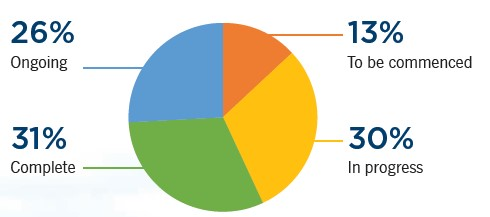 26%
Ongoing
13%
To be commenced
31%
Complete
30%
In progress